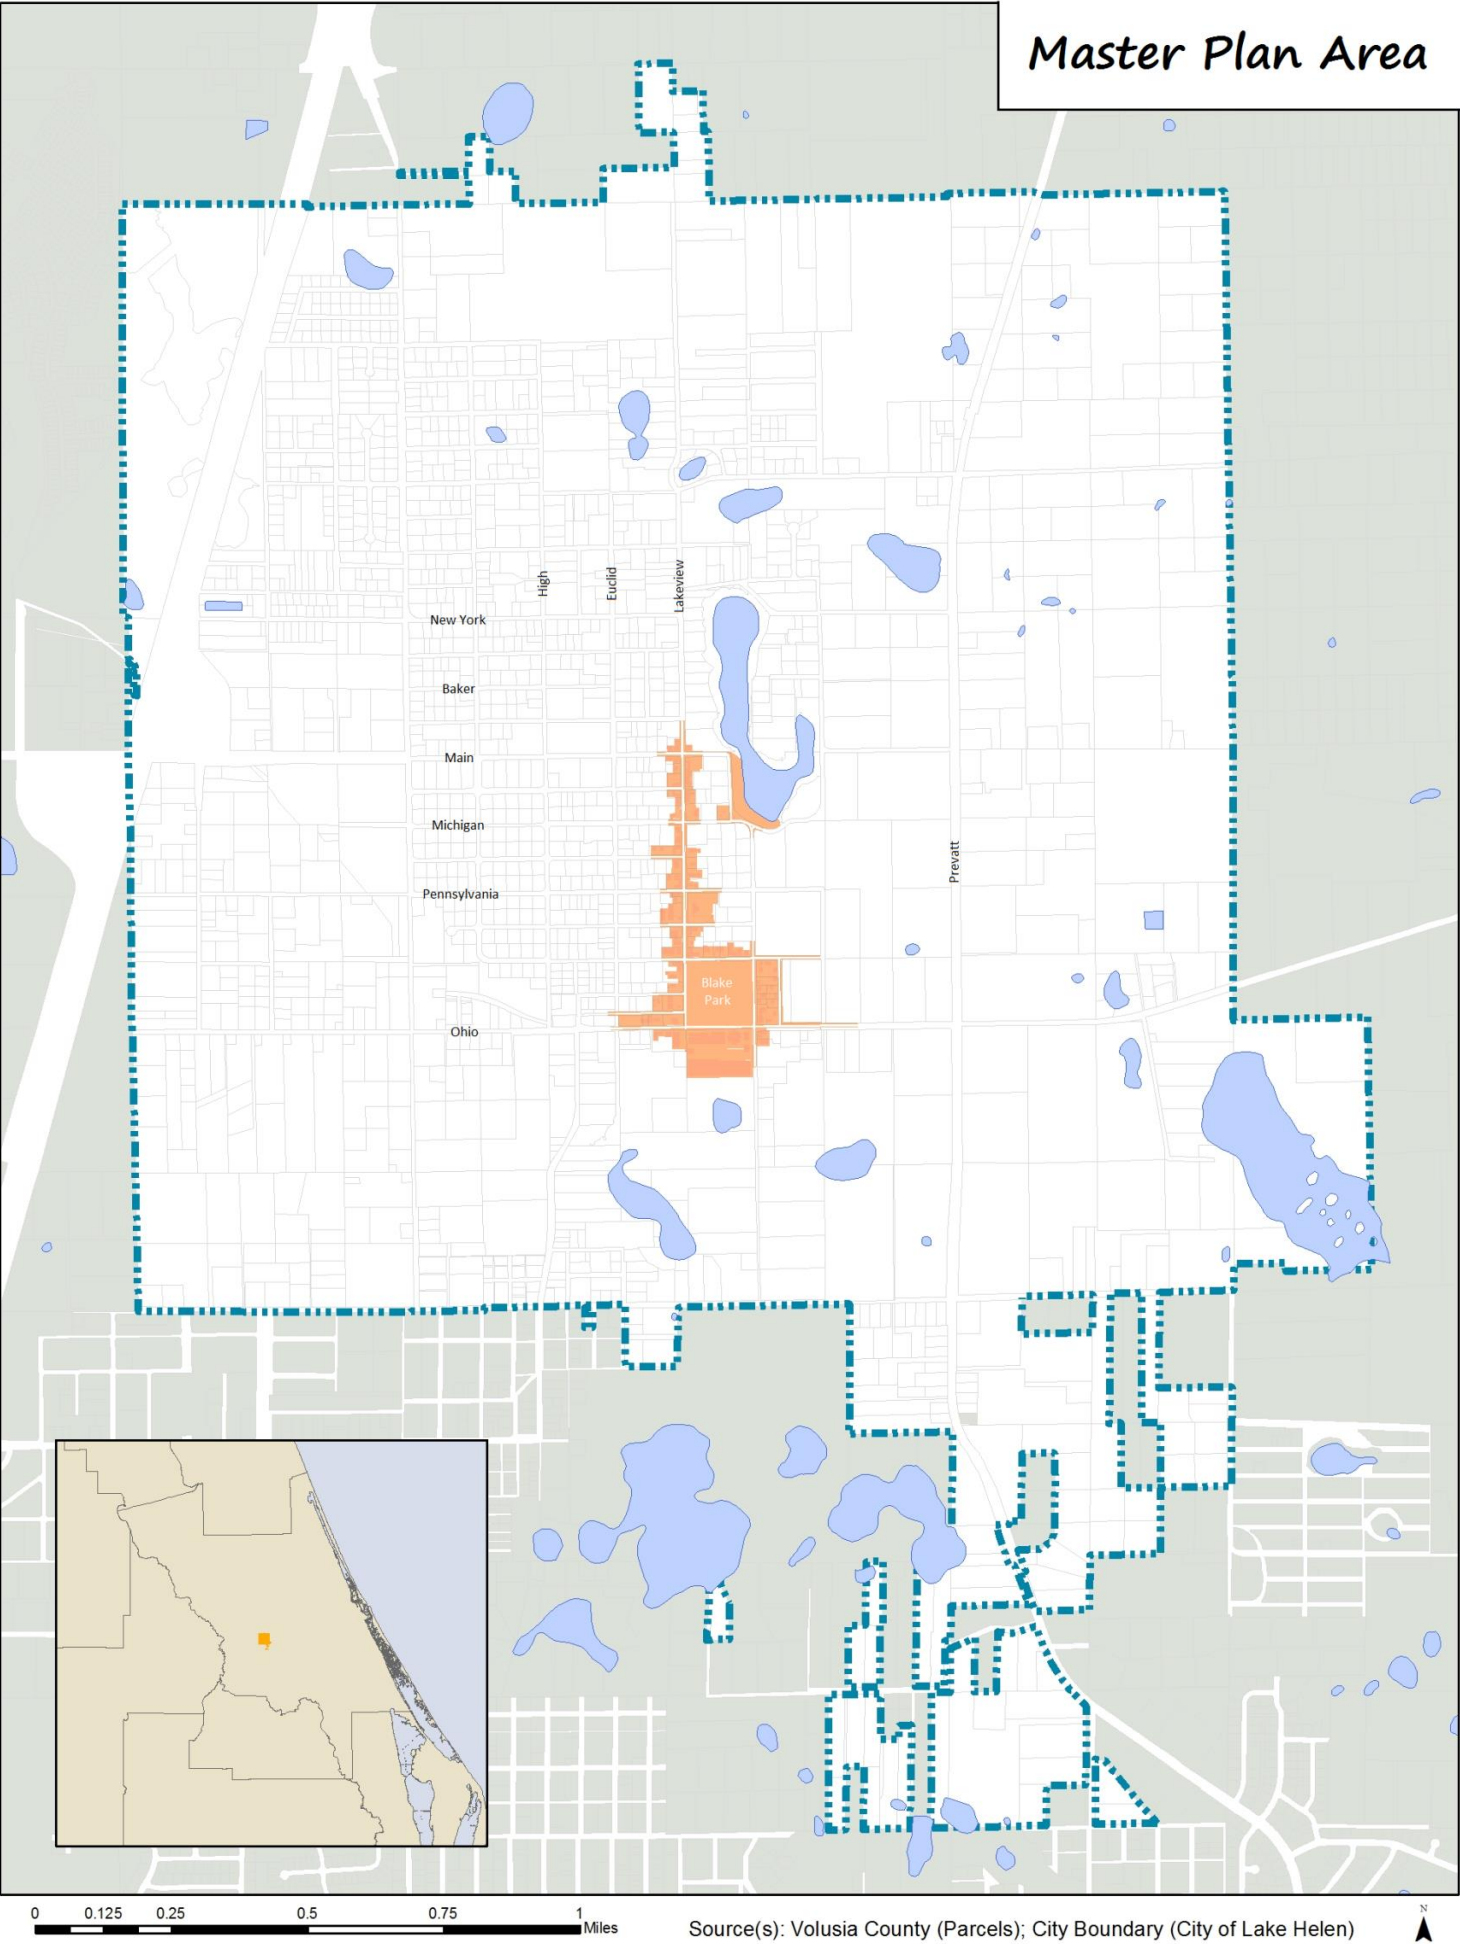 Master Plan Area
High
Euclid
Lakeview
New York
Baker
Main
Michigan
Pennsylvania
Prevatt
Blake
Park
Ohio
0 0.125 0.25 0.5 0.75 1
Miles
Source(s): Volusia County (Parcels); City Boundary (City of Lake Helen)
N